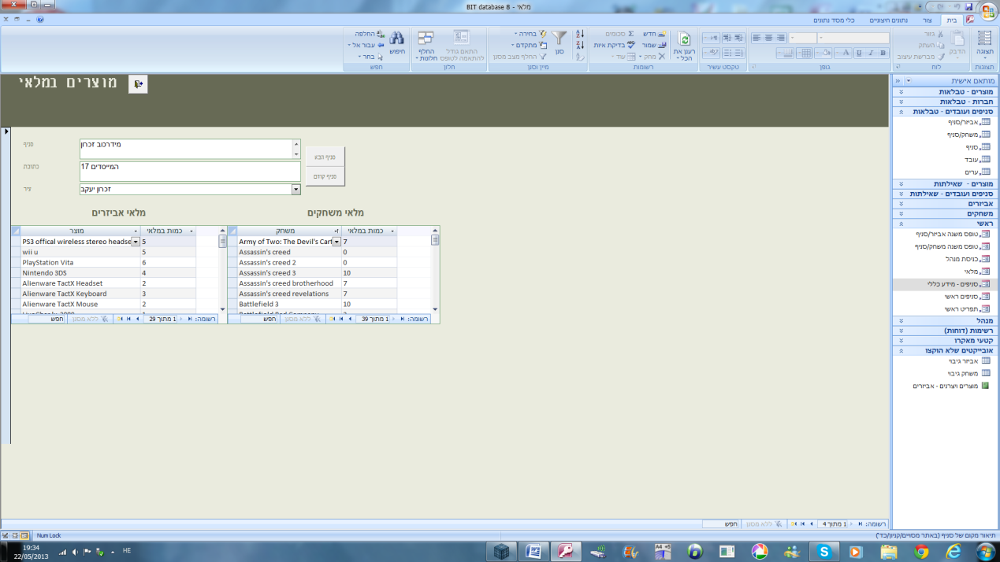 מלאי - BIT database 8
בית
צור
נתונים חיצוניים
כלי מסד נתונים
תצוגה
תצוגות
הדבק
גזור
העתק
מברשת עיצוב
לוח
גופן
טקסט עשיר
רענן את הכל
חדש
שמור
מחק
סכומים
בדיקת איות
עוד
רשומות
סנן
בחירה
מתקדם
החלף מצב מסנן
מיין וסנן
התאם גודל להתאמה לטופס
החלף חלונות
חלון
חיפוש
החלפה
עבור אל
בחר
חפש
מוצרים במלאי
סניף
מידרכוב זכרון
כתובת
המייסדים 17
עיר
זכרון יעקב
סניף הבא
סניף קודם
מלאי אביזרים
מלאי משחקים
מוצר כמות במלאי
PS3 offical wireless stereo headse 5
wii u 5
PlayStation Vita 6
Nintendo 3DS 4
Alienware TactX Headset 2
Alienware TactX Keyboard 3
Alienware TactX Mouse 2
רשומה: 1 מתוך 29 ללא מסנן חפש
משחק כמות במלאי
Army of Two: The Devil's Cart 7
Assassin's creed 0
Assassin's creed 2 0
Assassin's creed 3 10
Assassin's creed brotherhood 7
Assassin's creed revelations 7
Battlefield 3 10
רשומה: 1 מתוך 39 ללא מסנן חפש
מותאם אישית
מוצרים - טבלאות
חברות - טבלאות
סניפים ועובדים - טבלאות
אביזר/סניף
משחק/סניף
סניף
עובד
ערים
מוצרים - שאילתות
סניפים ועובדים - שאילתות
אביזרים
משחקים
ראשי
טופס משנה אביזר/סניף
טופס משנה משחק/סניף
כניסת מנהל
מלאי
סניפים - מידע כללי
סניפים ראשי
תפריט ראשי
מנהל
רשימות (דוחות)
קטעי מאקרו
אובייקטים שלא הוקצו
אביזר גיבוי
משחק גיבוי
מוצרים ויצרנים - אביזרים
רשומה: 1 מתוך 4 ללא מסנן חפש
תיאור מקום של סניף (באתר מסויים/קניון/כד')
Num Lock
19:34
22/05/2013
HE